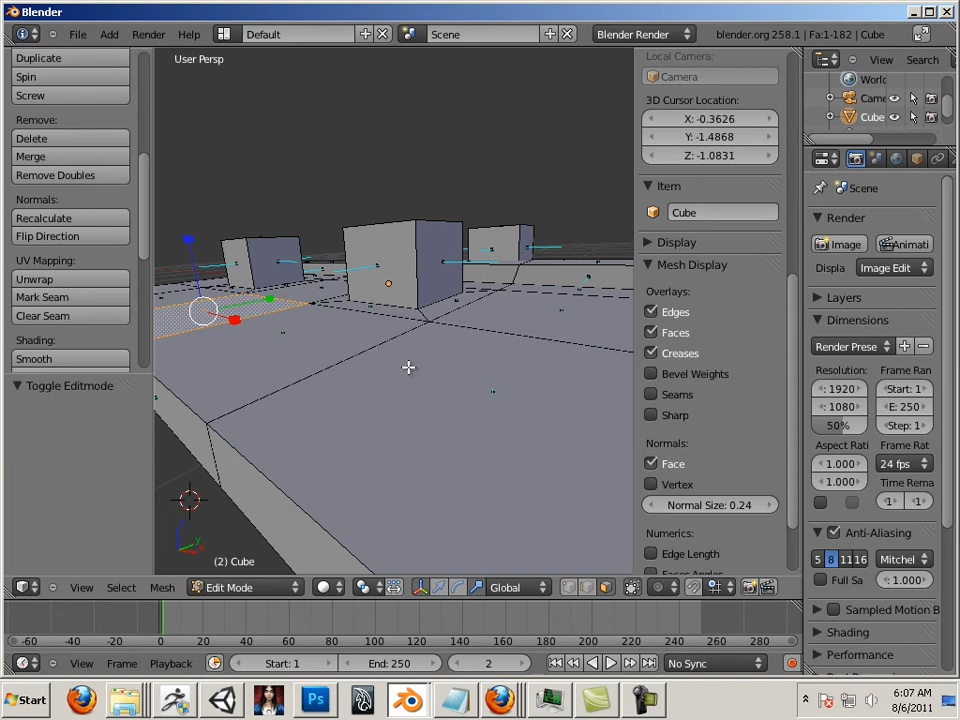 Blender
File Add Render Help Default Scene Blender Render blender.org 258.1 | Fa:1-182 | Cube
Duplicate
Spin
Screw
Remove:
Delete
Merge
Remove Doubles
Normals:
Recalculate
Flip Direction
UV Mapping:
Unwrap
Mark Seam
Clear Seam
Shading:
Smooth
Toggle Editmode
User Persp
(2) Cube
Local Camera:
Camera
3D Cursor Location:
X: -0.3626
Y: -1.4868
Z: -1.0831
Item
Cube
Display
Mesh Display
Overlays:
Edges
Faces
Creases
Bevel Weights
Seams
Sharp
Normals:
Face
Vertex
Normal Size: 0.24
Numerics:
Edge Length
View Search
World
Came
Cube
Scene
Render
Image Animati
Displa Image Edit
Layers
Dimensions
Render Prese
Resolution: Frame Ran
: 1920 Start: 1
: 1080 E: 250
50% Step: 1
Aspect Rati Frame Rat
1.000 24 fps
Time Rema
1.000 1 1
Anti-Aliasing
5 8 11 16 Mitchel
Full Sa : 1.000
Sampled Motion B
Shading
Performance
View Select Mesh Edit Mode Global
-60 -40 -20 0 20 40 60 80 100 120 140 160 180 200 220 240 260 280
View Frame Playback Start: 1 End: 250 2 No Sync
Start Ps 6:07 AM
8/6/2011